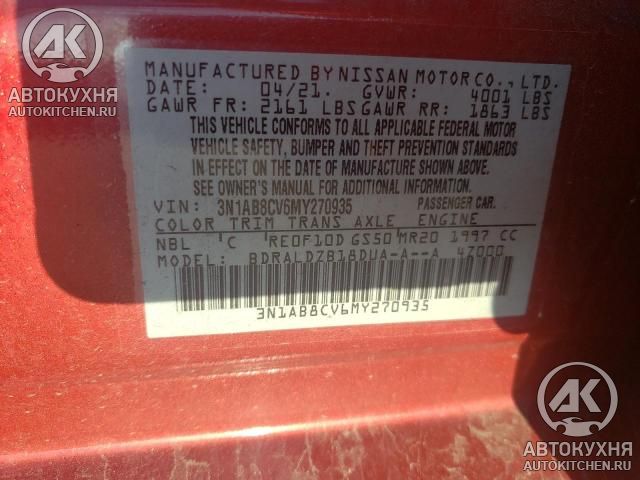 АК
АВТОКУХНЯ
AUTOKITCHEN.RU
MANUFACTURED BY NISSAN MOTOR CO., LTD.
DATE: 04/21. GVWR: 4001 LBS
GAWR FR: 2161 LBS GAWR RR: 1863 LBS
THIS VEHICLE CONFORMS TO ALL APPLICABLE FEDERAL MOTOR
VEHICLE SAFETY, BUMPER AND THEFT PREVENTION STANDARDS
IN EFFECT ON THE DATE OF MANUFACTURE SHOWN ABOVE.
SEE OWNER'S MANUAL FOR ADDITIONAL INFORMATION.
VIN: 3N1AB8CV6MY270935 PASSENGER CAR.
COLOR TRIM TRANS AXLE ENGINE
NBL C RE0F10D GS50 MR20 1997 CC
MODEL: BDRALDZB18DUA-A--A 47000
3N1AB8CV6MY270935
АК
АВТОКУХНЯ
AUTOKITCHEN.RU